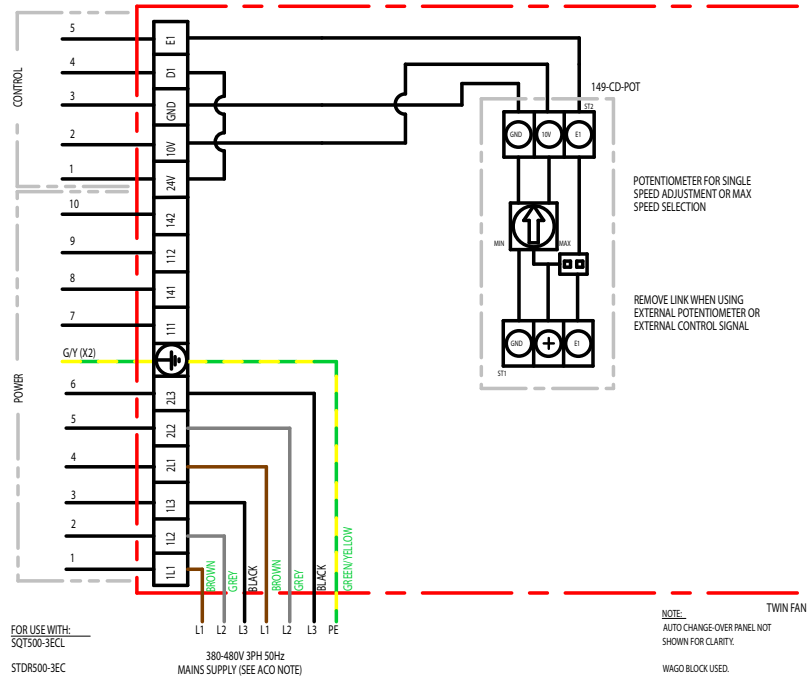 5
E1
4
D1
CONTROL
3
GND
149-CD-POT
ST2
2
10V
GND
10V
E1
1
24V
10
142
POTENTIOMETER FOR SINGLE
SPEED ADJUSTMENT OR MAX
SPEED SELECTION
MIN
MAX
9
112
8
141
REMOVE LINK WHEN USING
EXTERNAL POTENTIOMETER OR
EXTERNAL CONTROL SIGNAL
7
111
GND
+
E1
G/Y (X2)
ST1
POWER
6
2L3
5
2L2
4
2L1
3
1L3
2
1L2
1
1L1
BROWN
GREY
BLACK
BROWN
GREY
BLACK
GREEN/YELLOW
L1 L2 L3 L1 L2 L3 PE
380-480V 3PH 50Hz
MAINS SUPPLY (SEE ACO NOTE)
FOR USE WITH:
SQT500-3ECL
STDR500-3EC
TWIN FAN
NOTE:
AUTO CHANGE-OVER PANEL NOT
SHOWN FOR CLARITY.
WAGO BLOCK USED.